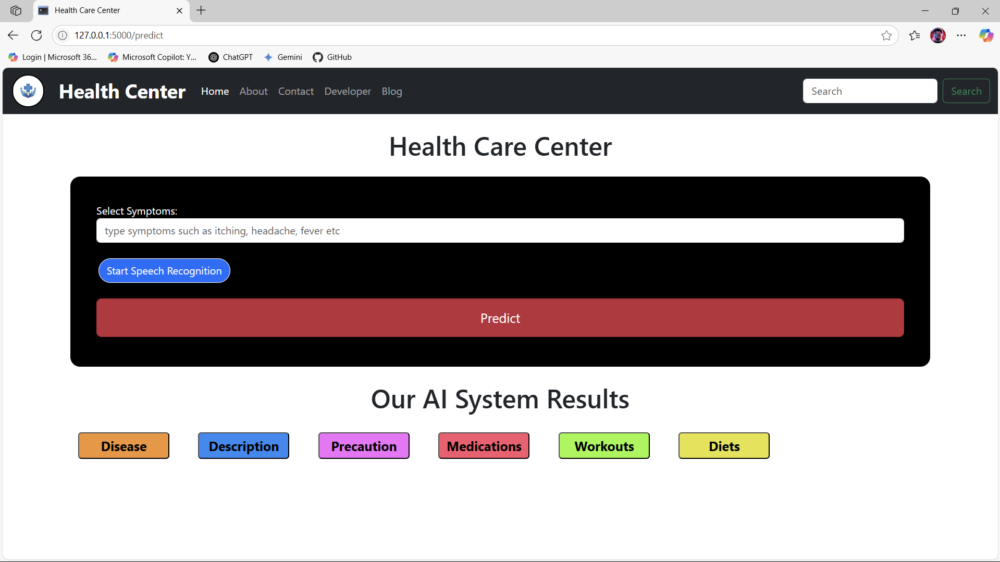 Health Care Center
127.0.0.1:5000/predict
Login | Microsoft 36... Microsoft Copilot: Y... ChatGPT Gemini GitHub
Health Center Home About Contact Developer Blog Search Search
Health Care Center
Select Symptoms:
type symptoms such as itching, headache, fever etc
Start Speech Recognition
Predict
Our AI System Results
Disease Description Precaution Medications Workouts Diets